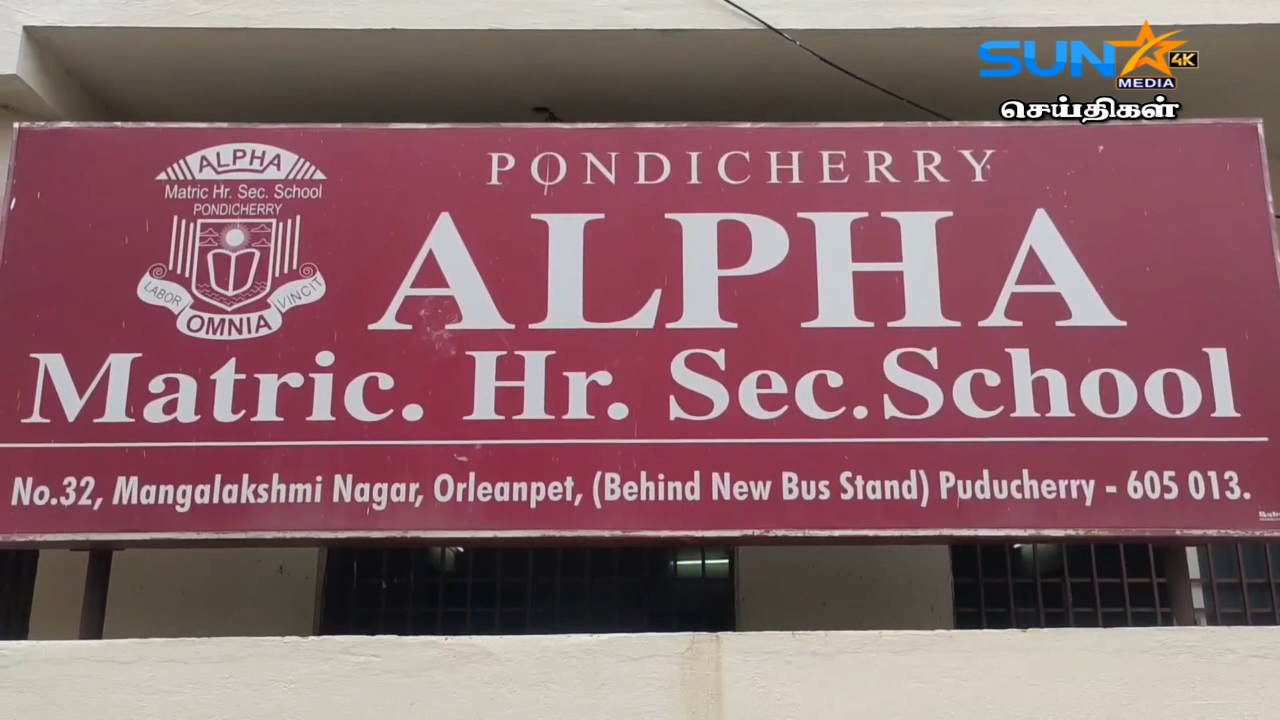 SUN
4K
MEDIA
செய்திகள்
ALPHA
Matric Hr. Sec. School
PONDICHERRY
LABOR
OMNIA
VINCIT
PONDICHERRY
ALPHA
Matric. Hr. Sec. School
No.32, Mangalakshmi Nagar, Orleanpet, (Behind New Bus Stand) Puducherry - 605 013.